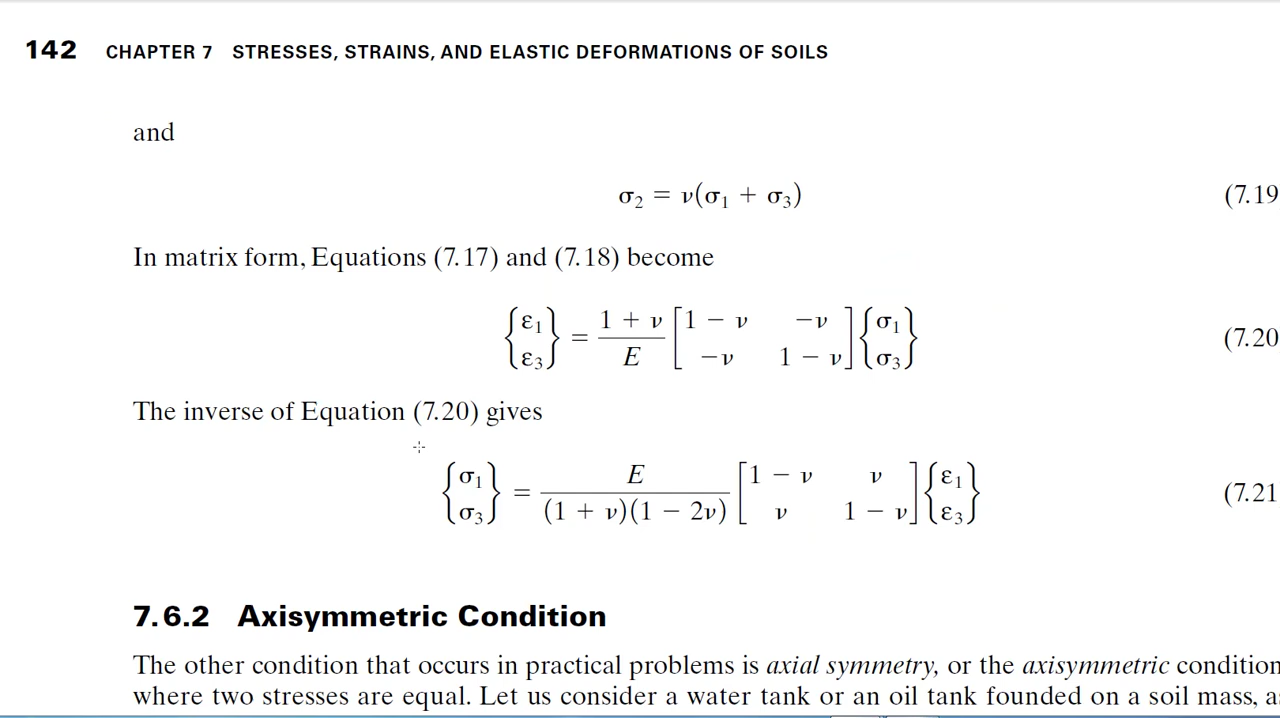 142 CHAPTER 7 STRESSES, STRAINS, AND ELASTIC DEFORMATIONS OF SOILS
and
σ₂ = ν(σ₁ + σ₃) (7.19
In matrix form, Equations (7.17) and (7.18) become
{ε₁ ε₃} = (1 + ν)/E [1 − ν −ν; −ν 1 − ν] {σ₁ σ₃} (7.20
The inverse of Equation (7.20) gives
{σ₁ σ₃} = E/((1 + ν)(1 − 2ν)) [1 − ν ν; ν 1 − ν] {ε₁ ε₃} (7.21
7.6.2 Axisymmetric Condition
The other condition that occurs in practical problems is axial symmetry, or the axisymmetric condition
where two stresses are equal. Let us consider a water tank or an oil tank founded on a soil mass, a